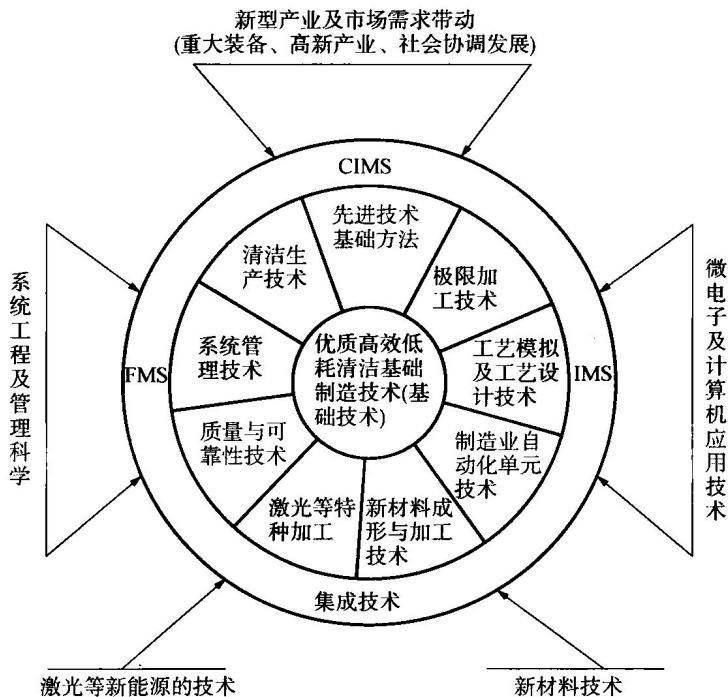 新型产业及市场需求带动
(重大装备、高新产业、社会协调发展)
CIMS
先进技术
基础方法
清洁生
产技术
极限加
工技术
系统工程及管理科学
微电子及计算机应用技术
FMS
系统管
理技术
优质高效低
耗清洁基础
制造技术(基
础技术)
工艺模拟
及工艺设
计技术
IMS
质量与可
靠性技术
制造业自
动化单元
技术
激光等特
种加工
新材料成
形与加工
技术
集成技术
激光等新能源的技术
新材料技术